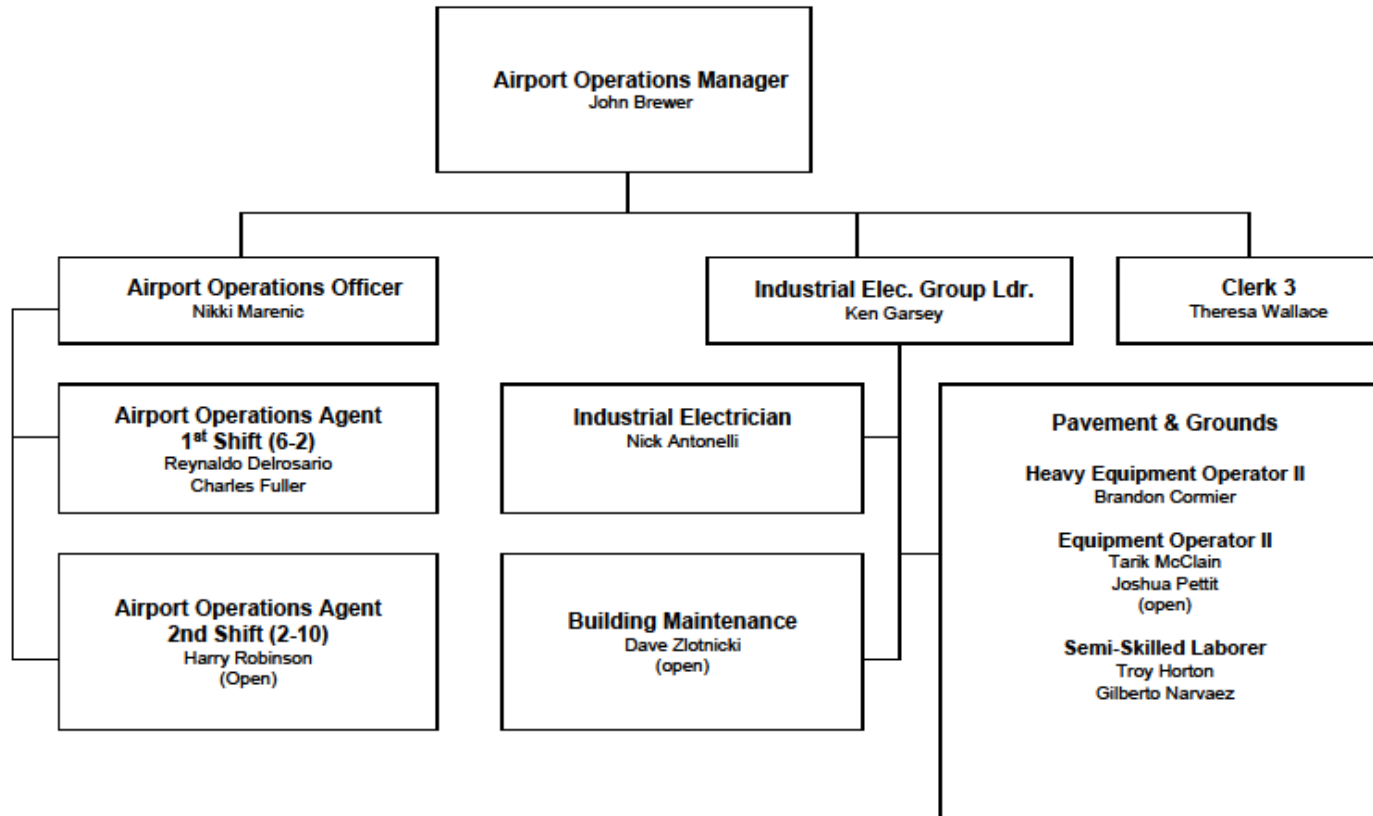 Airport Operations Manager
John Brewer
Airport Operations Officer
Nikki Marenic
Industrial Elec. Group Ldr.
Ken Garsey
Clerk 3
Theresa Wallace
Airport Operations Agent
1st Shift (6-2)
Reynaldo Delrosario
Charles Fuller
Industrial Electrician
Nick Antonelli
Pavement & Grounds
Heavy Equipment Operator II
Brandon Cormier
Equipment Operator II
Tarik McClain
Joshua Pettit
(open)
Semi-Skilled Laborer
Troy Horton
Gilberto Narvaez
Airport Operations Agent
2nd Shift (2-10)
Harry Robinson
(Open)
Building Maintenance
Dave Zlotnicki
(open)